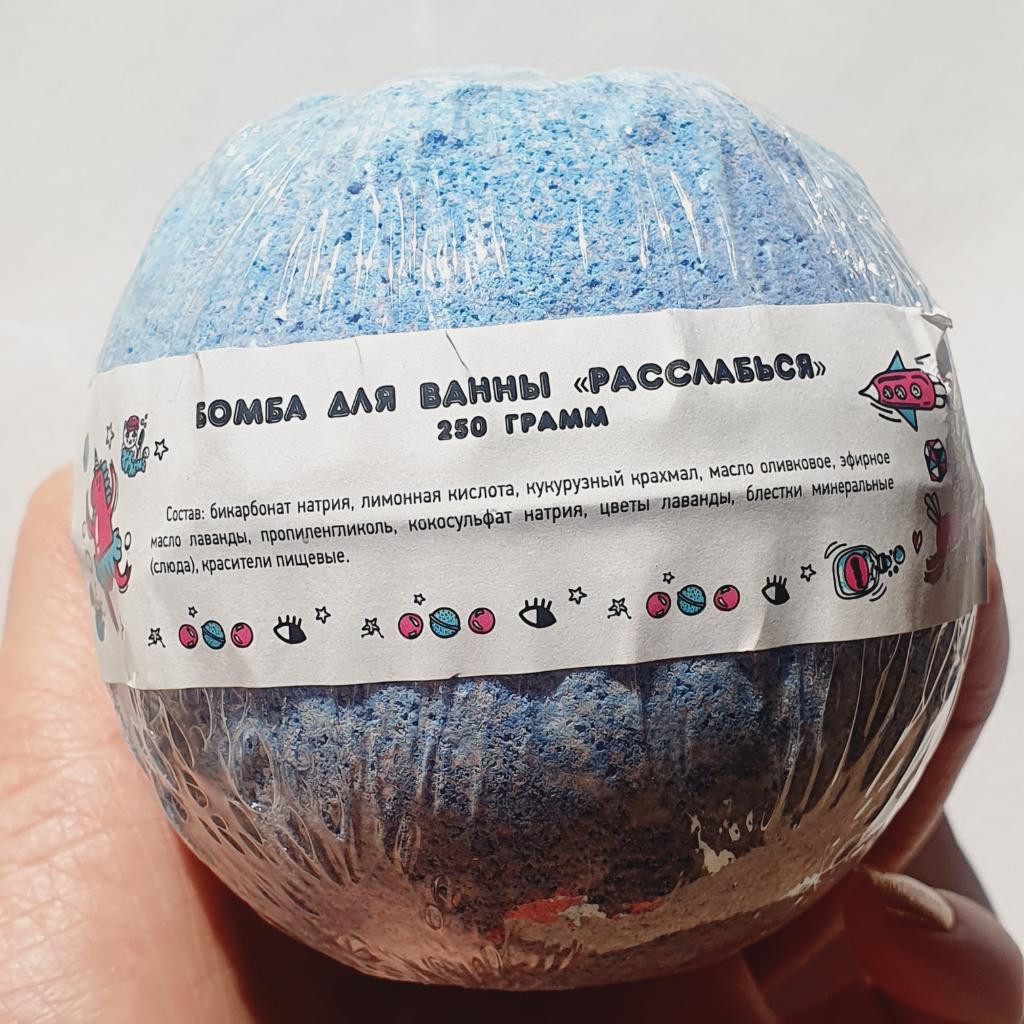 БОМБА ДЛЯ ВАННЫ «РАССЛАБЬСЯ»
250 ГРАММ
Состав: бикарбонат натрия, лимонная кислота, кукурузный крахмал, масло оливковое, эфирное
масло лаванды, пропиленгликоль, кокосульфат натрия, цветы лаванды, блестки минеральные
(слюда), красители пищевые.